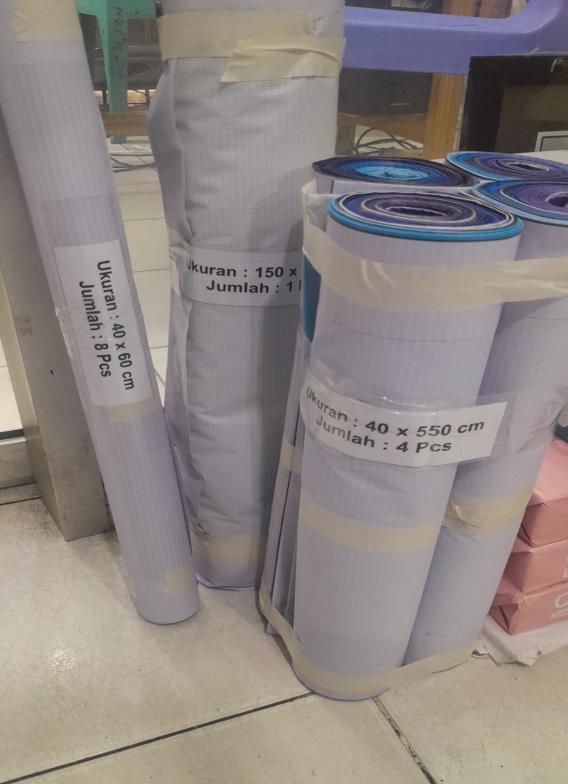 Ukuran : 40 x 60 cm
Jumlah : 8 Pcs
Ukuran : 150 x
Jumlah : 1
Ukuran : 40 x 550 cm
Jumlah : 4 Pcs